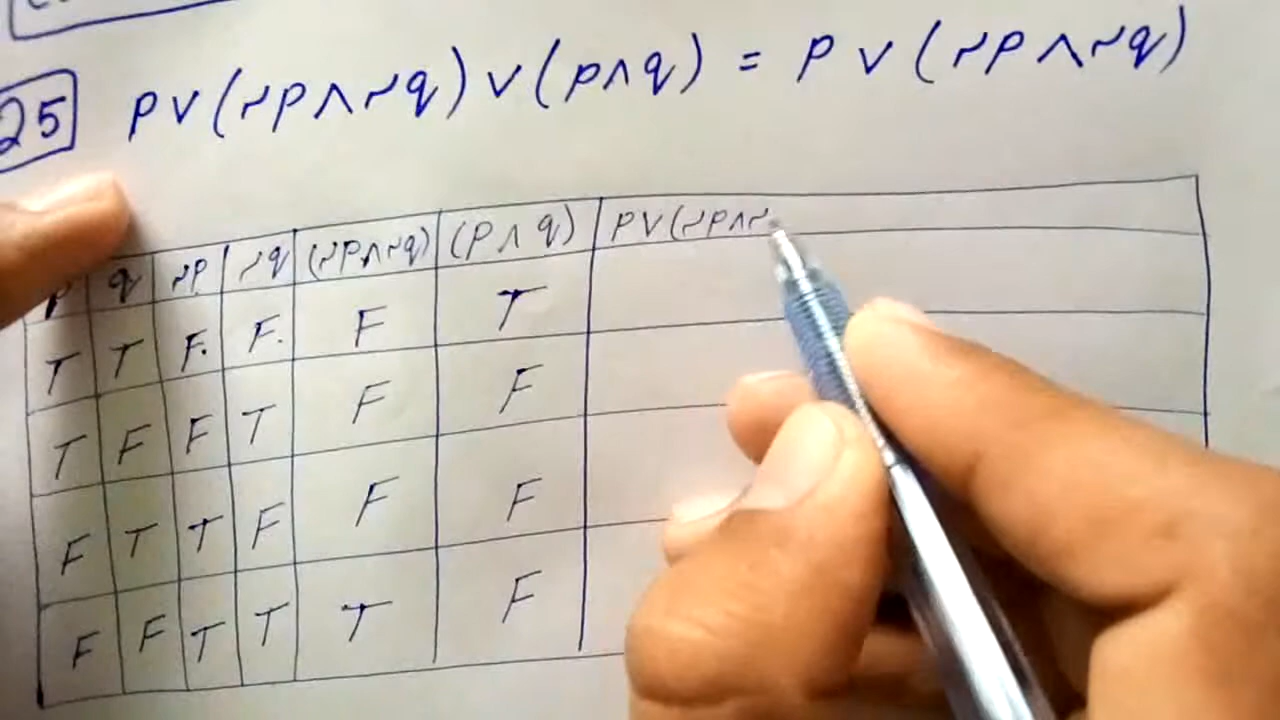 25 p∨(~p∧~q)∨(p∧q) = p∨(~p∧~q)
p q ~p ~q (~p∧~q) (p∧q) p∨(~p∧~
T T F. F. F T
T F F T F F
F T T F F F
F F T T T F